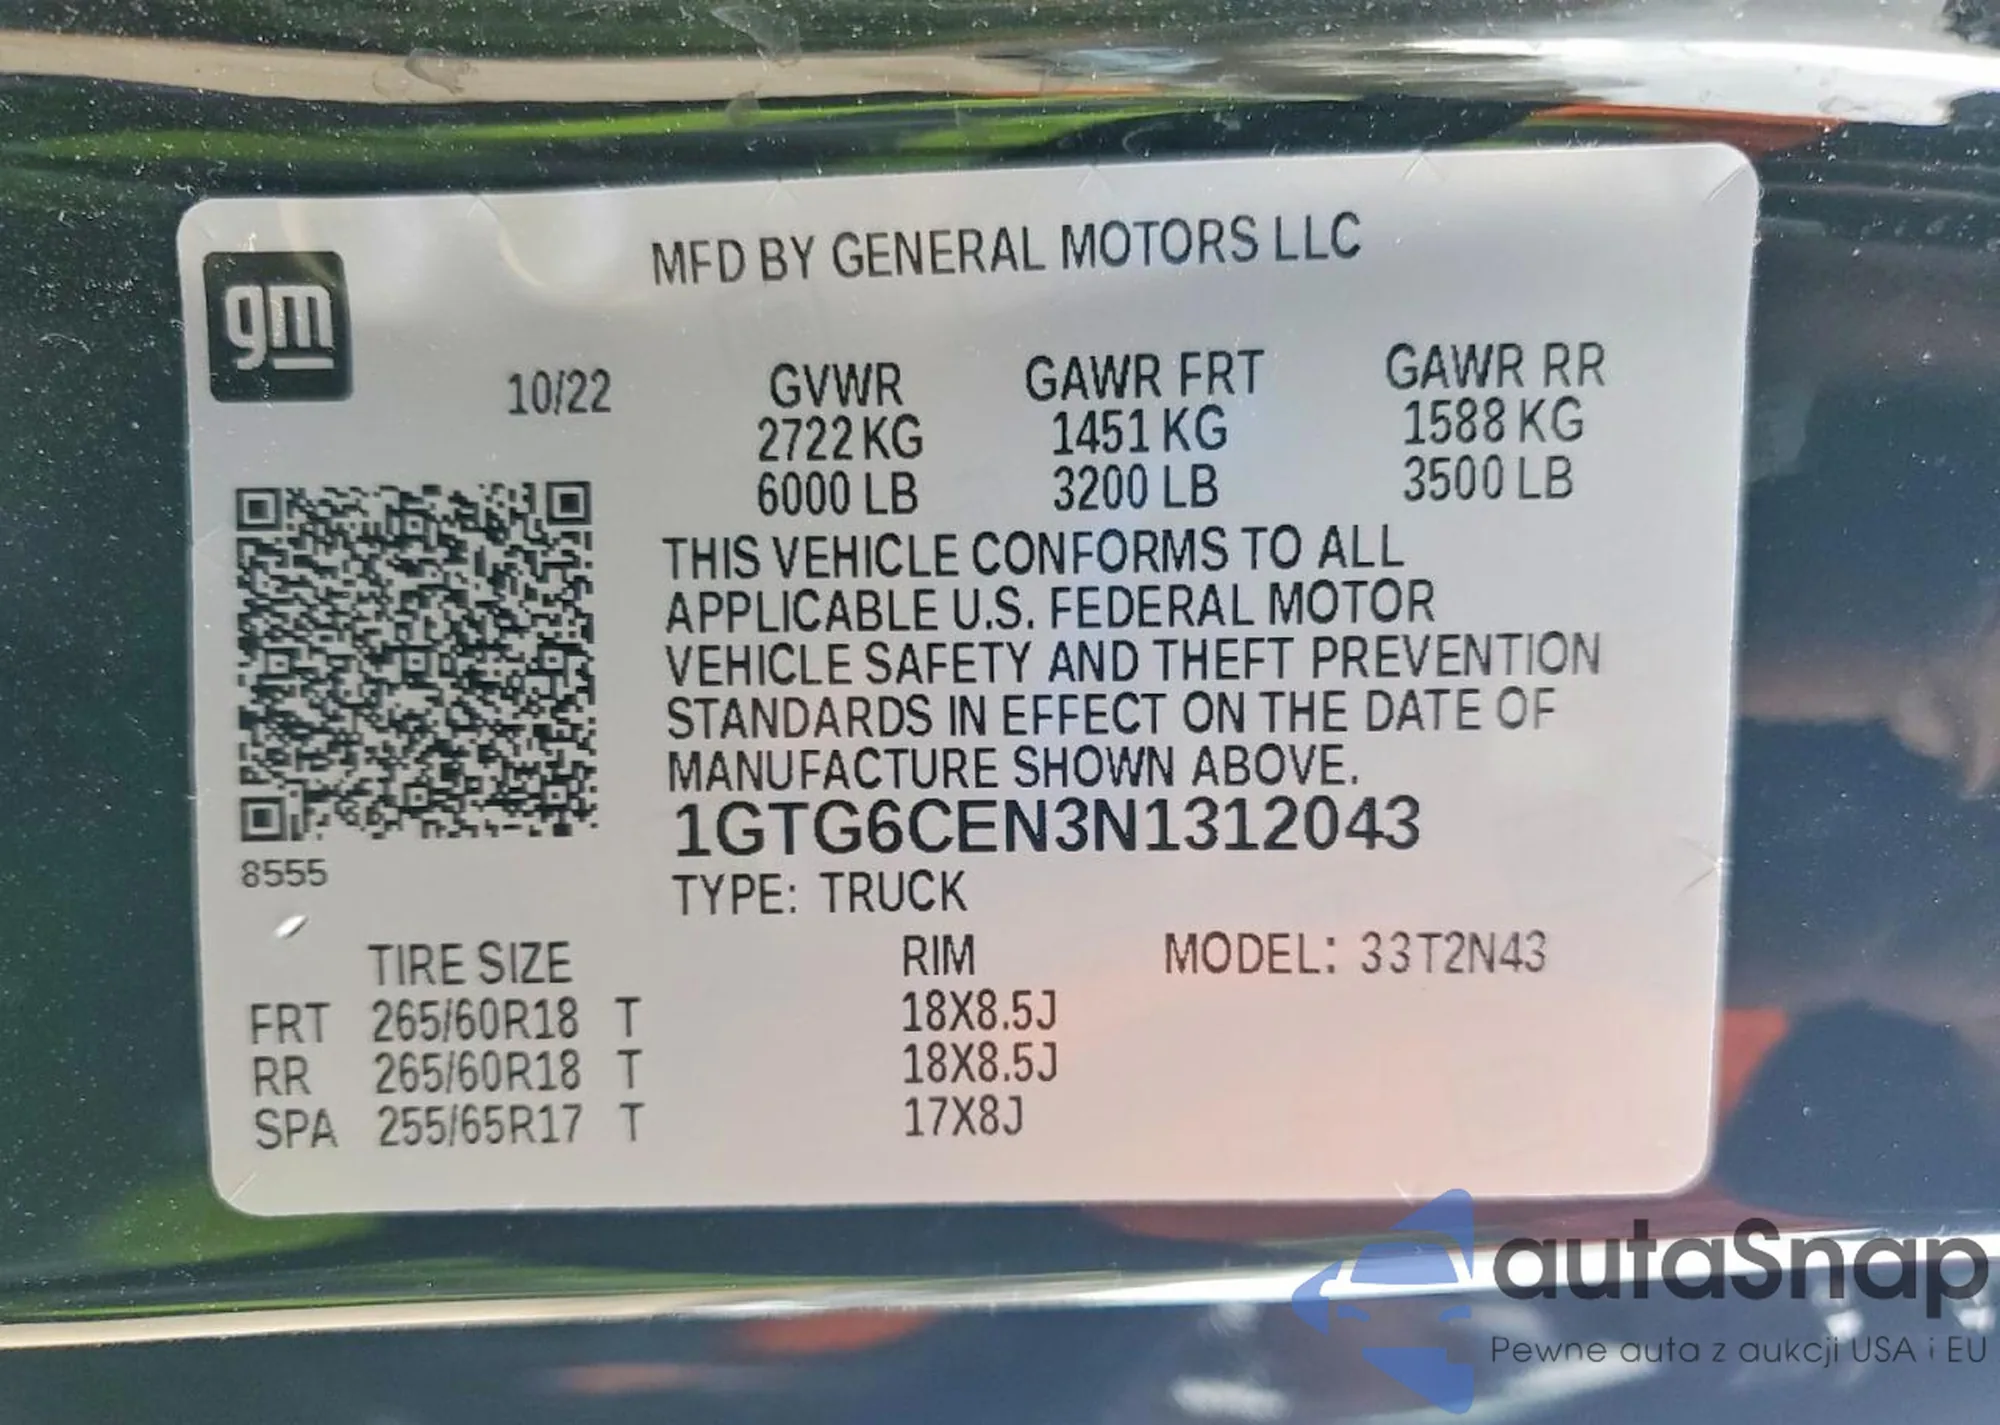 MFD BY GENERAL MOTORS LLC
gm
10/22 GVWR GAWR FRT GAWR RR
2722KG 1451 KG 1588 KG
6000 LB 3200 LB 3500 LB
THIS VEHICLE CONFORMS TO ALL
APPLICABLE U.S. FEDERAL MOTOR
VEHICLE SAFETY AND THEFT PREVENTION
STANDARDS IN EFFECT ON THE DATE OF
MANUFACTURE SHOWN ABOVE.
1GTG6CEN3N1312043
8555
TYPE: TRUCK
TIRE SIZE RIM MODEL: 33T2N43
FRT 265/60R18 T 18X8.5J
RR 265/60R18 T 18X8.5J
SPA 255/65R17 T 17X8J
autaSnap
Pewne auta z aukcji USA i EU